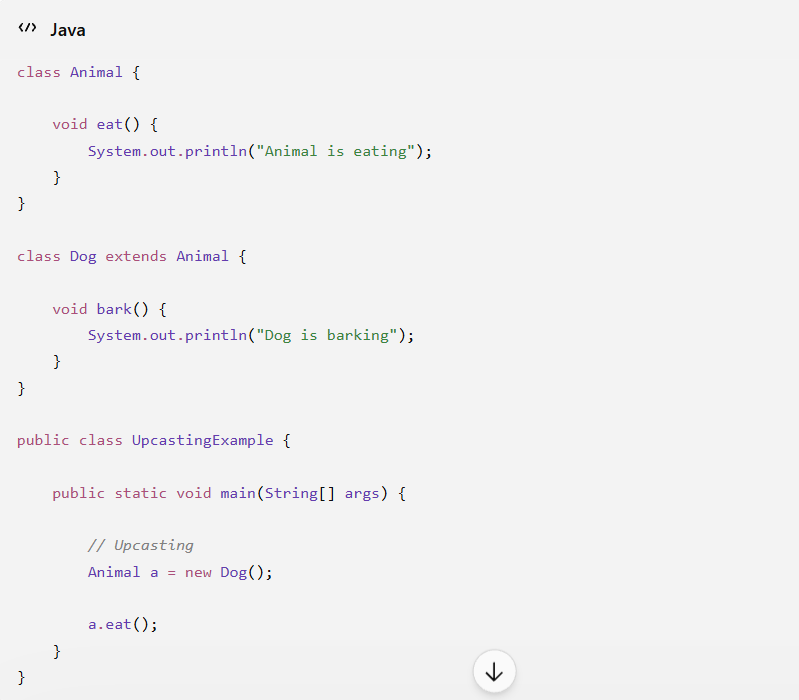 </> Java
class Animal {
    void eat() {
        System.out.println("Animal is eating");
    }
}
class Dog extends Animal {
    void bark() {
        System.out.println("Dog is barking");
    }
}
public class UpcastingExample {
    public static void main(String[] args) {
        // Upcasting
        Animal a = new Dog();
        a.eat();
    }
}